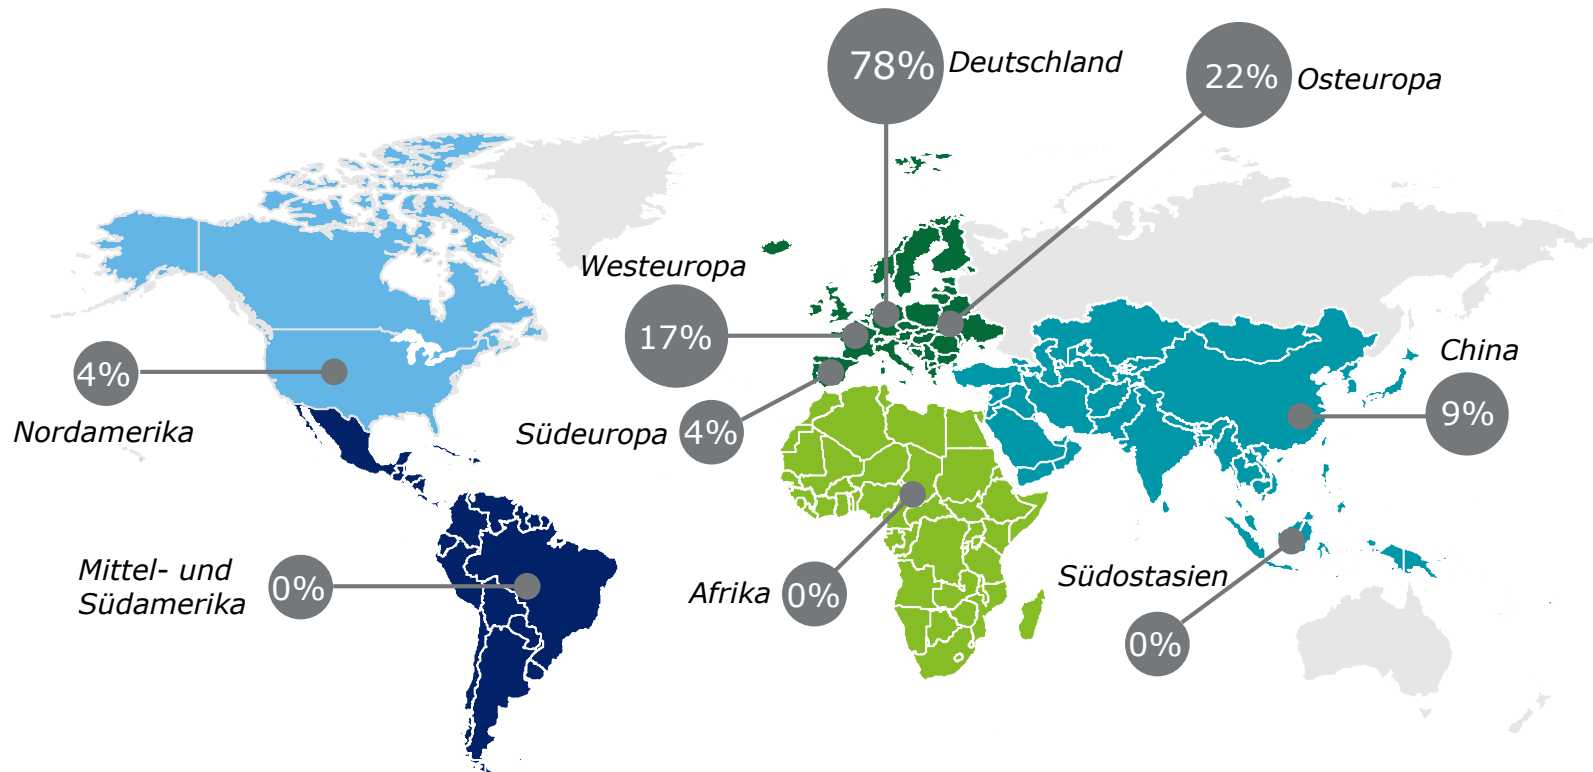 78% Deutschland
22% Osteuropa
Westeuropa
17%
China
9%
4%
Nordamerika
Südeuropa 4%
Mittel- und
Südamerika
0%
Afrika 0%
Südostasien
0%